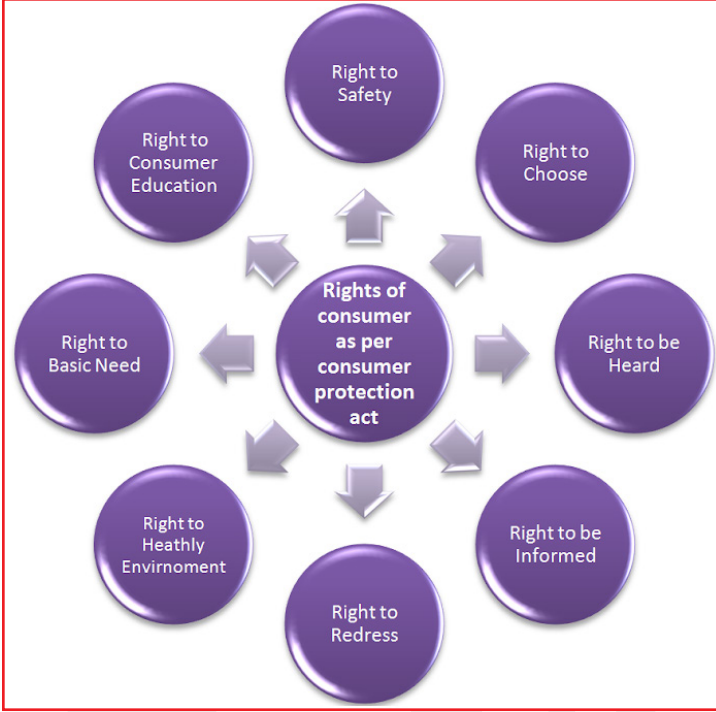 Right to
Safety
Right to
Choose
Right to be
Heard
Right to be
Informed
Right to
Redress
Right to
Heathly
Envirnoment
Right to
Basic Need
Right to
Consumer
Education
Rights of
consumer
as per
consumer
protection
act